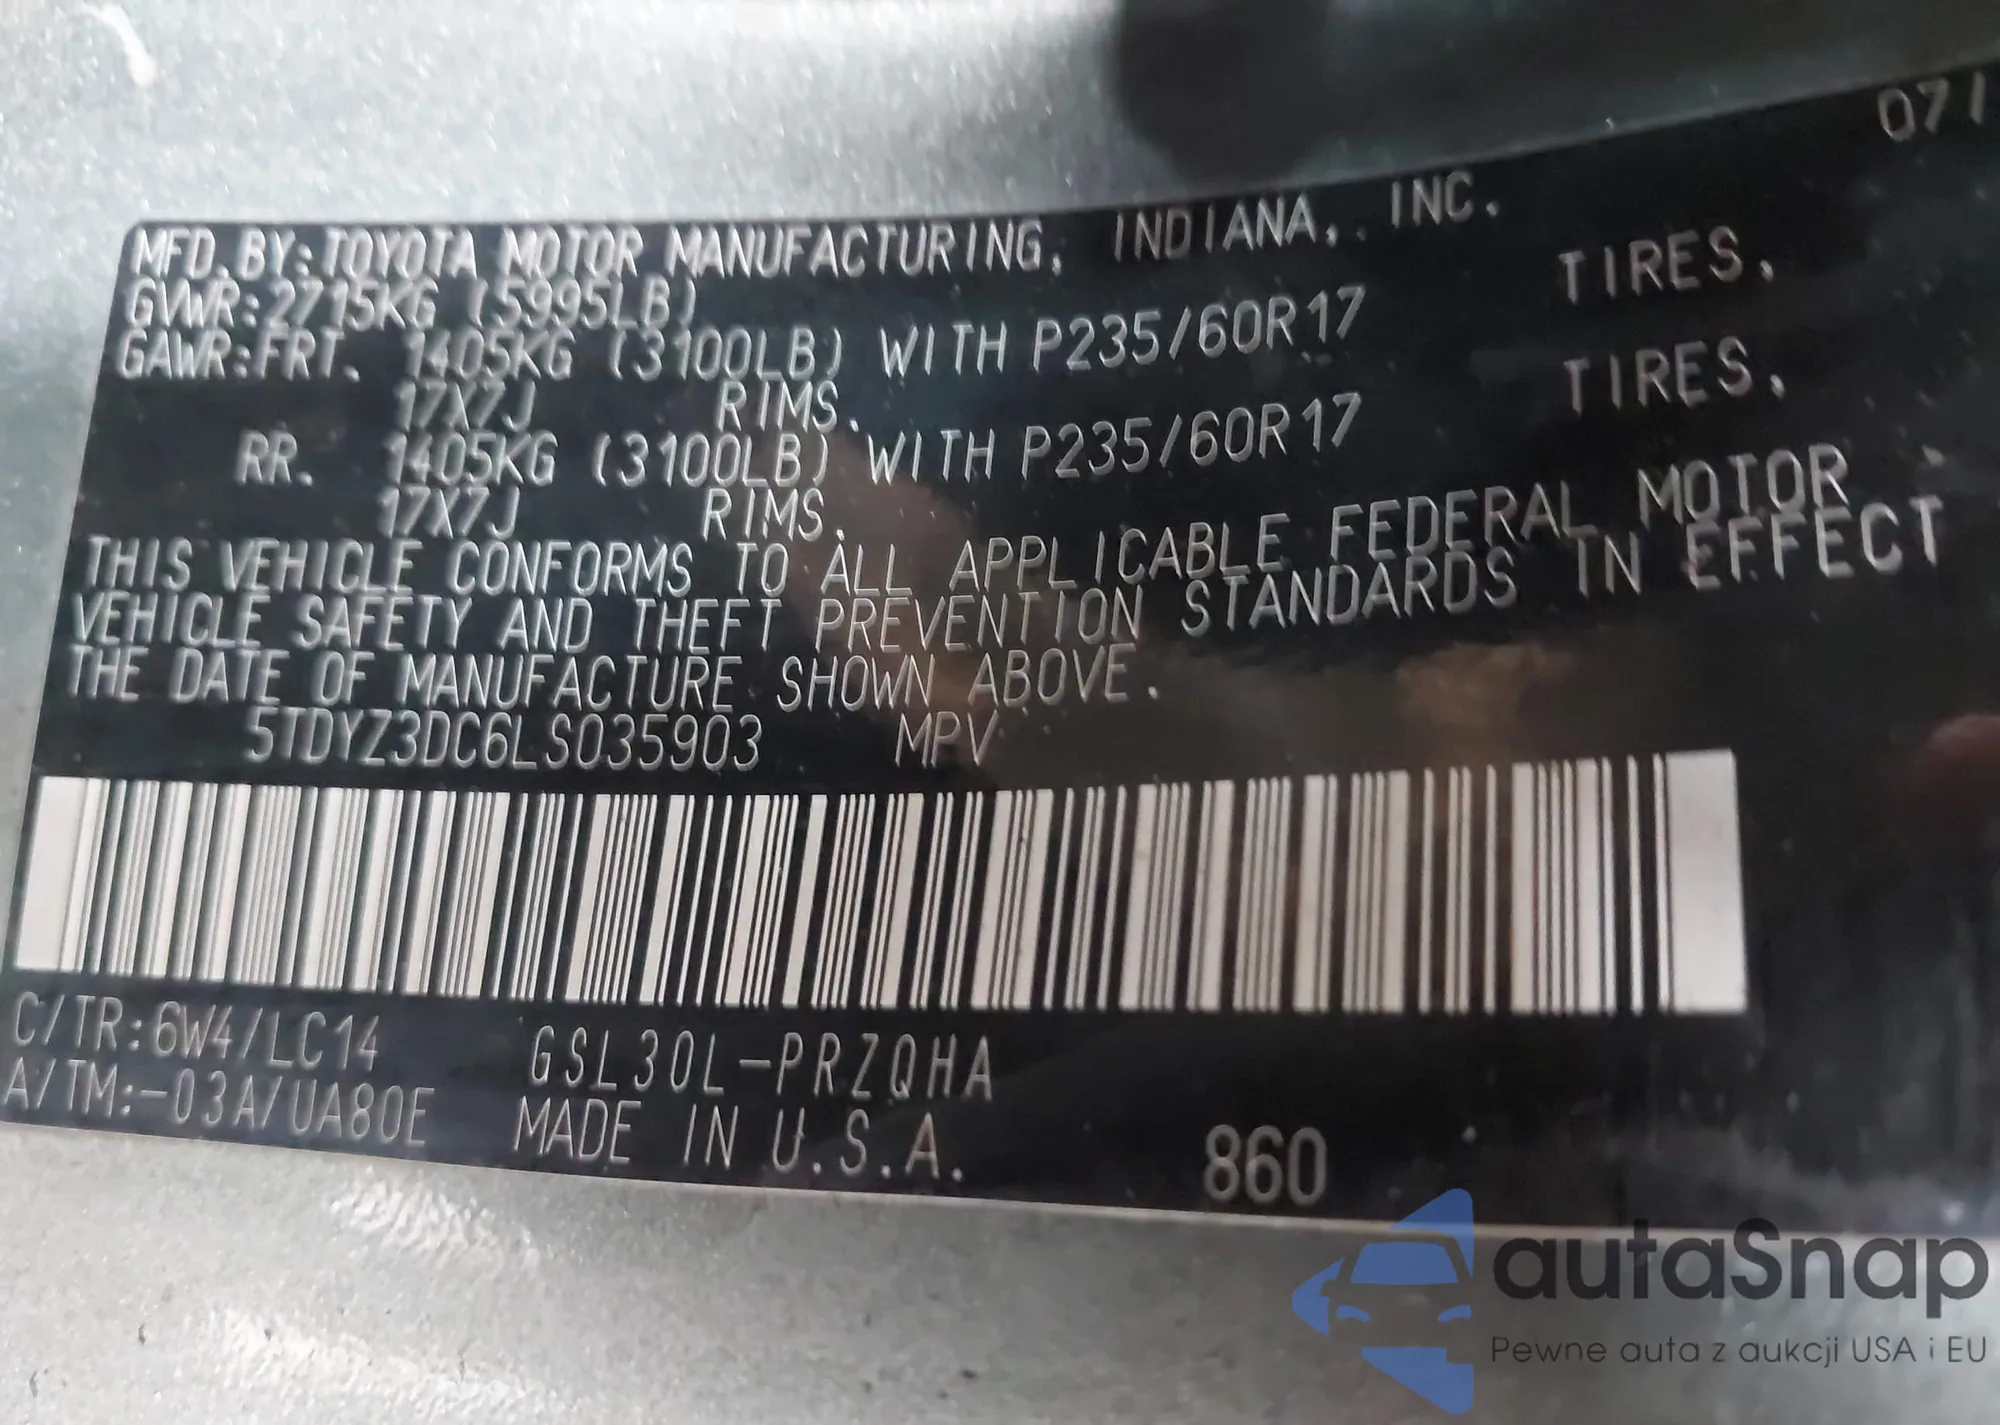 071
MFD.BY:TOYOTA MOTOR MANUFACTURING, INDIANA, INC.
GVWR:2715KG (5995LB)
GAWR:FRT. 1405KG (3100LB) WITH P235/60R17 TIRES,
17X7J RIMS.
RR. 1405KG (3100LB) WITH P235/60R17 TIRES,
17X7J RIMS.
THIS VEHICLE CONFORMS TO ALL APPLICABLE FEDERAL MOTOR
VEHICLE SAFETY AND THEFT PREVENTION STANDARDS IN EFFECT
THE DATE OF MANUFACTURE SHOWN ABOVE.
5TDYZ3DC6LS035903 MPV
C/TR:6W4/LC14 GSL30L-PRZQHA
A/TM:-03A/UA80E MADE IN U.S.A. 860
autaSnap
Pewne auta z aukcji USA i EU